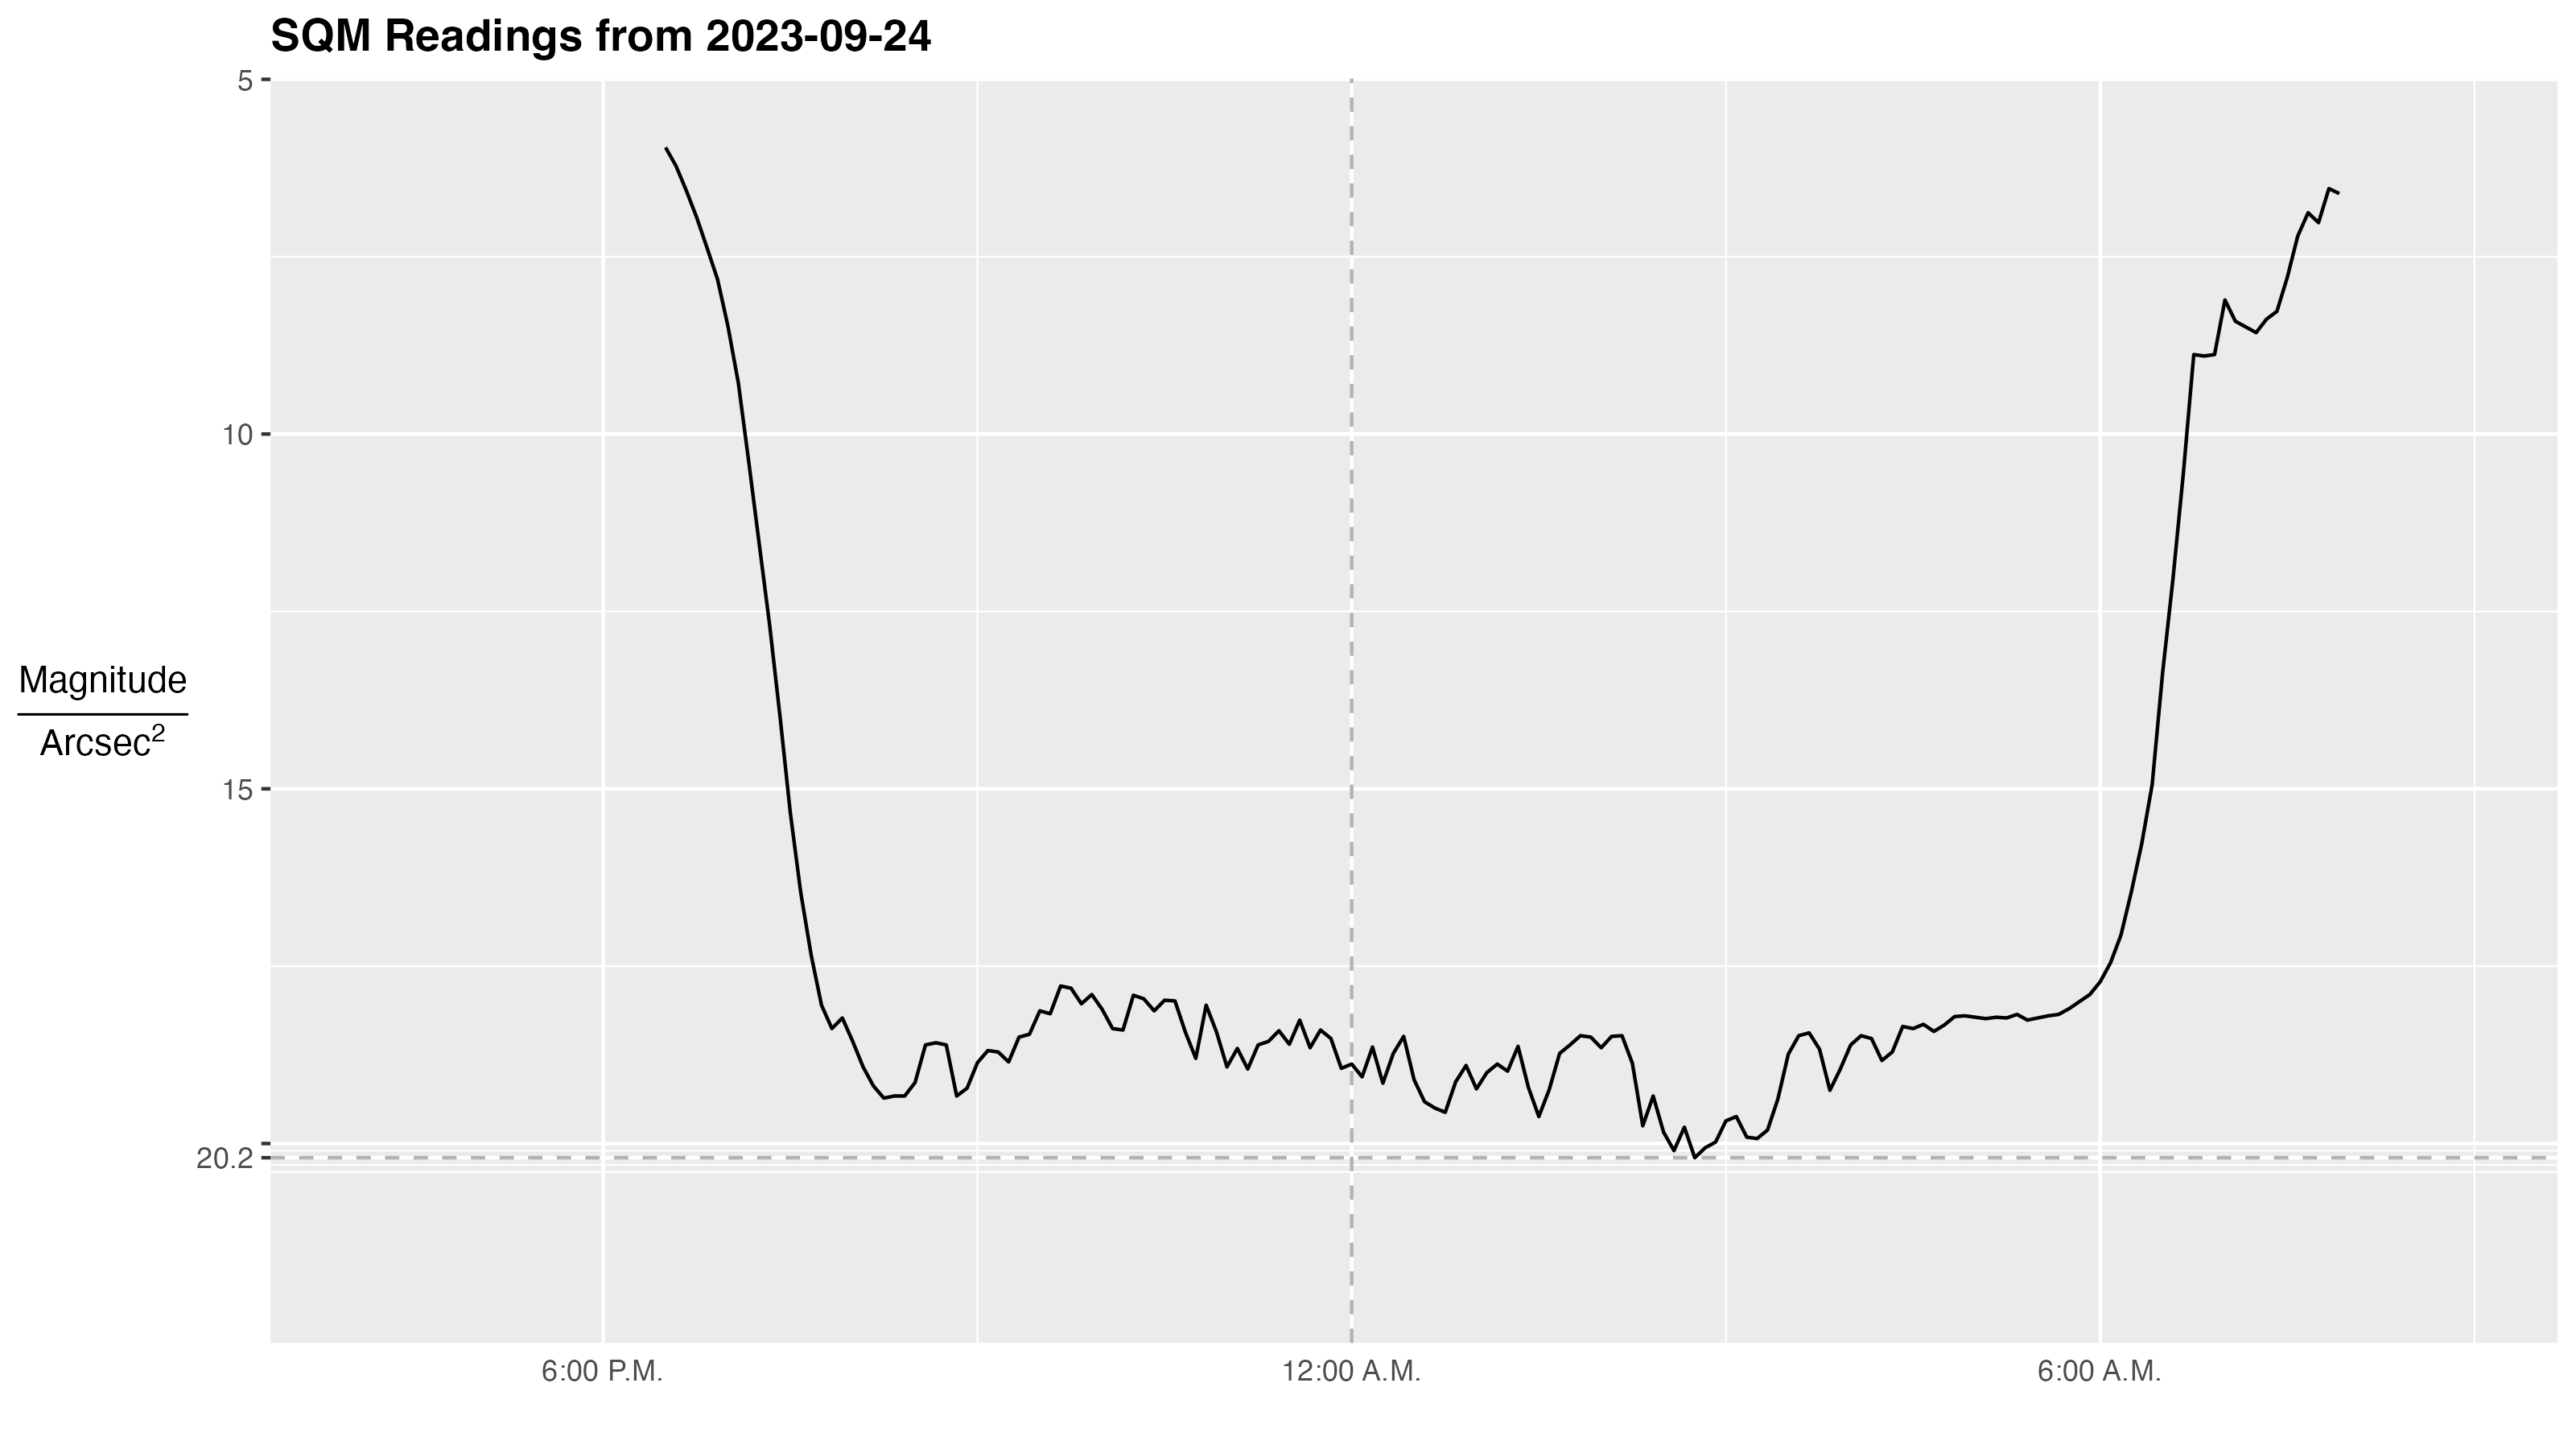 SQM Readings from 2023-09-24
5
10
15
20.2
Magnitude
Arcsec²
6:00 P.M.
12:00 A.M.
6:00 A.M.